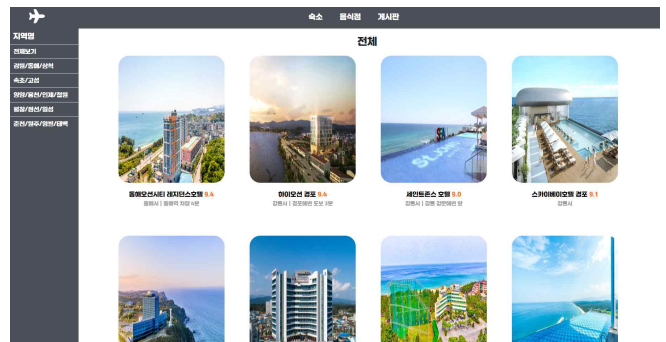 숙소 음식점 게시판
지역명
전체보기
강릉/동해/삼척
속초/고성
양양/홍천/인제/철원
평창/정선/횡성
춘천/원주/영월/태백
전체
동해오션시티 레지던스호텔 9.4
동해시 | 동해역 차량 4분
하이오션 경포 9.4
강릉시 | 경포해변 도보 3분
세인트존스 호텔 9.0
강릉시 | 강릉 강문해변 앞
스카이베이호텔 경포 9.1
강릉시